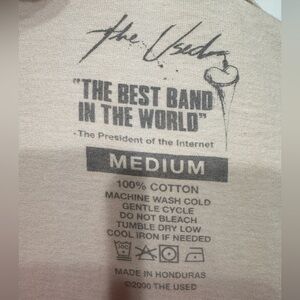 the Used
"THE BEST BAND
IN THE WORLD"
-The President of the Internet
MEDIUM
100% COTTON
MACHINE WASH COLD
GENTLE CYCLE
DO NOT BLEACH
TUMBLE DRY LOW
COOL IRON IF NEEDED
MADE IN HONDURAS
©2000 THE USED